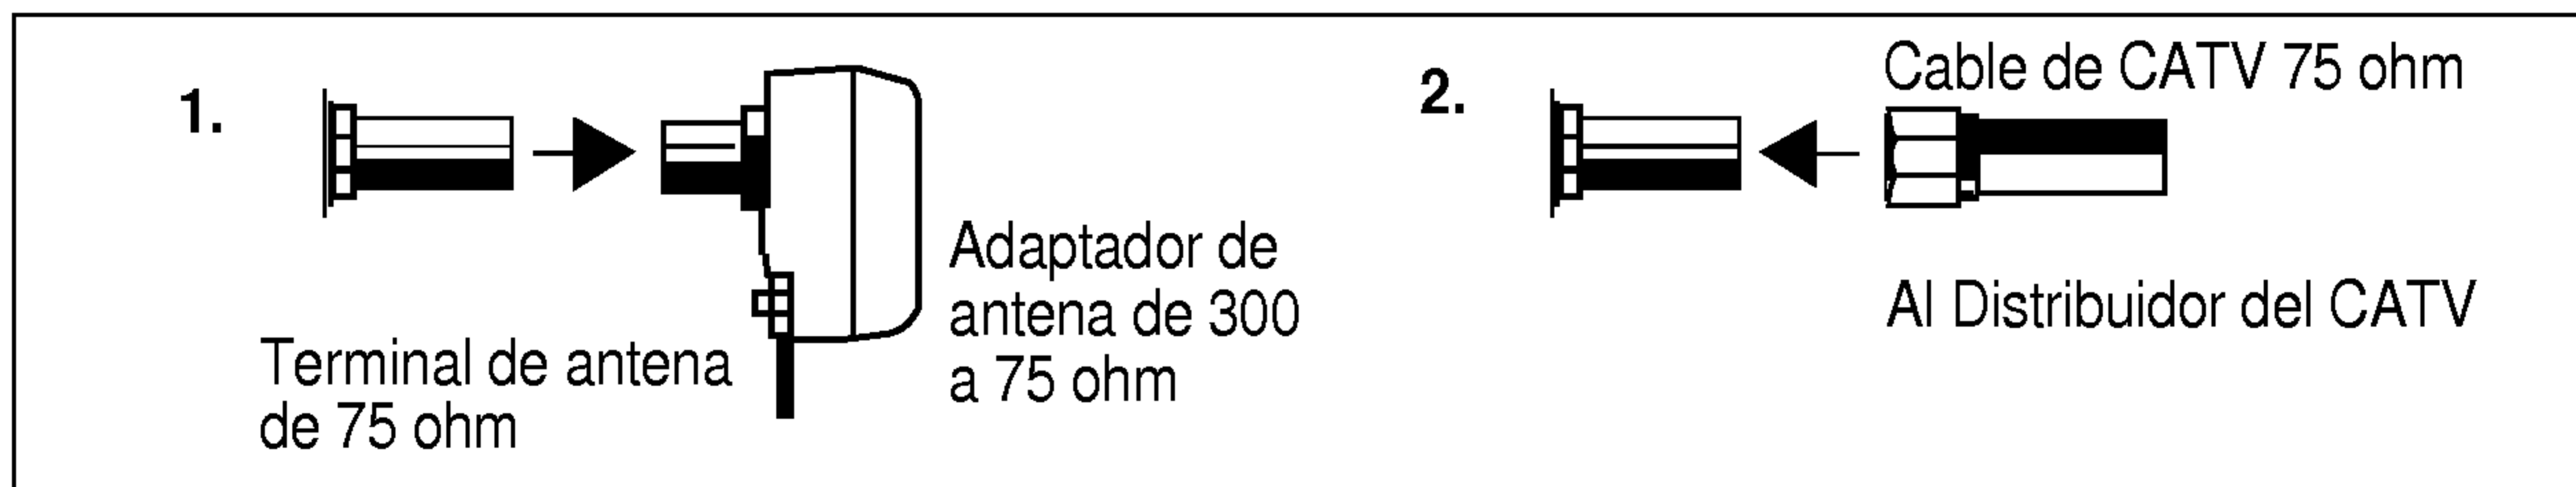 1.
Terminal de antena
de 75 ohm
Adaptador de
antena de 300
a 75 ohm
2.
Cable de CATV 75 ohm
Al Distribuidor del CATV